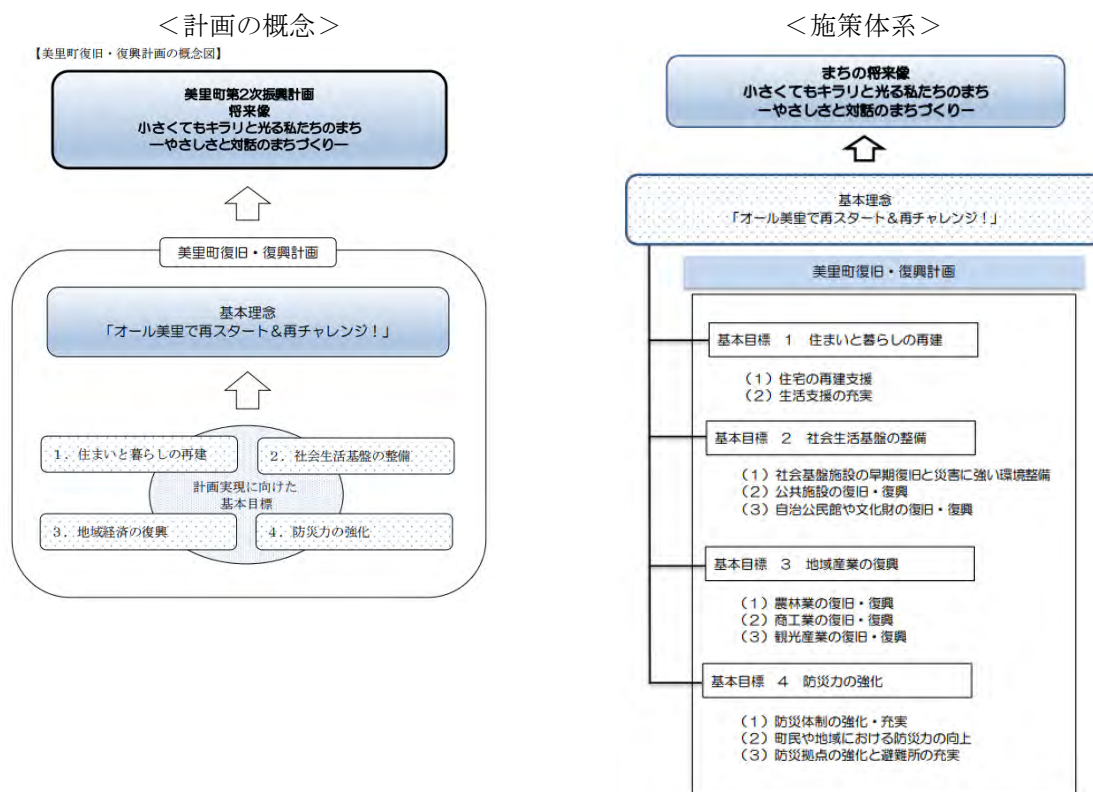 ＜計画の概念＞
【美里町復旧・復興計画の概念図】
美里町第2次振興計画
将来像
小さくてもキラリと光る私たちのまち
ーやさしさと対話のまちづくりー
美里町復旧・復興計画
基本理念
「オール美里で再スタート＆再チャレンジ！」
1．住まいと暮らしの再建
2．社会生活基盤の整備
計画実現に向けた
基本目標
3．地域経済の復興
4．防災力の強化
＜施策体系＞
まちの将来像
小さくてもキラリと光る私たちのまち
ーやさしさと対話のまちづくりー
基本理念
「オール美里で再スタート＆再チャレンジ！」
美里町復旧・復興計画
基本目標 1 住まいと暮らしの再建
（1）住宅の再建支援
（2）生活支援の充実
基本目標 2 社会生活基盤の整備
（1）社会基盤施設の早期復旧と災害に強い環境整備
（2）公共施設の復旧・復興
（3）自治公民館や文化財の復旧・復興
基本目標 3 地域産業の復興
（1）農林業の復旧・復興
（2）商工業の復旧・復興
（3）観光産業の復旧・復興
基本目標 4 防災力の強化
（1）防災体制の強化・充実
（2）町民や地域における防災力の向上
（3）防災拠点の強化と避難所の充実